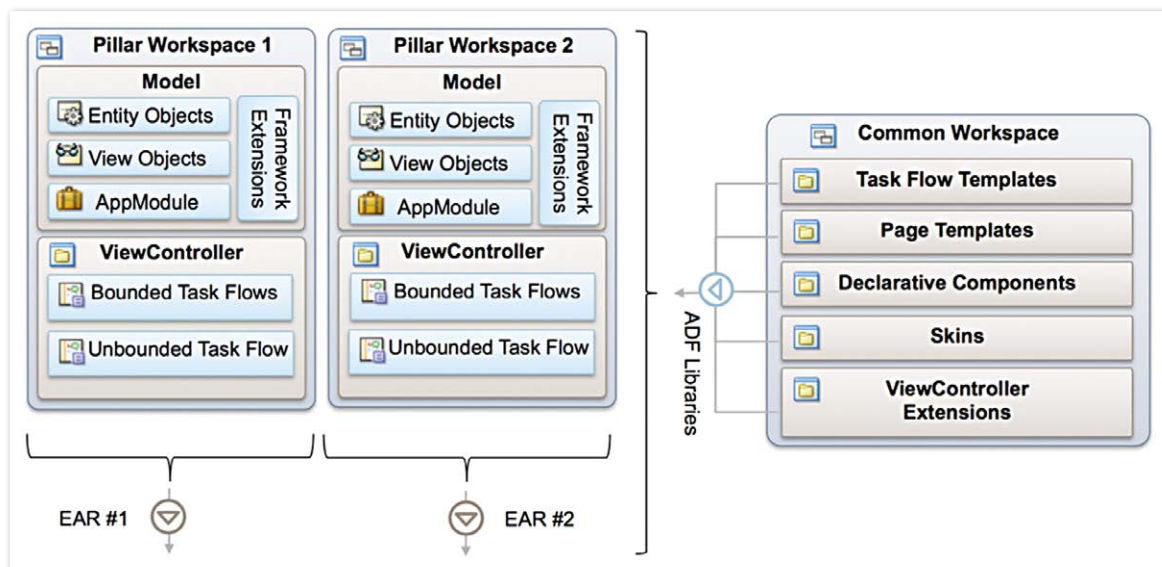 Pillar Workspace 1
Model
Entity Objects
View Objects
AppModule
Framework
Extensions
ViewController
Bounded Task Flows
Unbounded Task Flow
EAR #1
Pillar Workspace 2
Model
Entity Objects
View Objects
AppModule
Framework
Extensions
ViewController
Bounded Task Flows
Unbounded Task Flow
EAR #2
ADF Libraries
Common Workspace
Task Flow Templates
Page Templates
Declarative Components
Skins
ViewController
Extensions